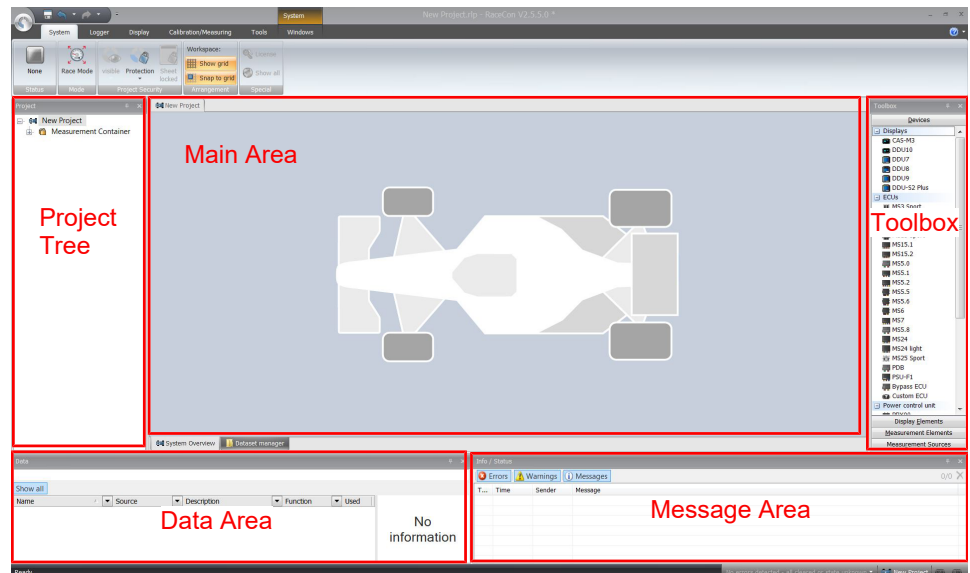 System
New Project.rlp - RaceCon V2.5.5.0 *
System Logger Display Calibration/Measuring Tools Windows
Workspace:
None
Race Mode
visible
Protection
Sheet locked
Show grid
Snap to grid
License
Show all
Status Mode Project Security Arrangement Special
Project
New Project
Measurement Container
Project
Tree
New Project
Main Area
System Overview Dataset manager
Toolbox
Devices
Displays
CAS-M3
DDU10
DDU7
DDU8
DDU9
DDU-S2 Plus
ECUs
MS3 Sport
Toolbox
MS15.1
MS15.2
MS5.0
MS5.1
MS5.2
MS5.5
MS5.6
MS6
MS7
MS5.8
MS24
MS24 light
MS25 Sport
PDB
PSU-F1
Bypass ECU
Custom ECU
Power control unit
Display Elements
Measurement Elements
Measurement Sources
Data
Show all
Name Source Description Function Used
Data Area
No
information
Info / Status
Errors Warnings Messages 0/0
T... Time Sender Message
Message Area
Ready
New Project